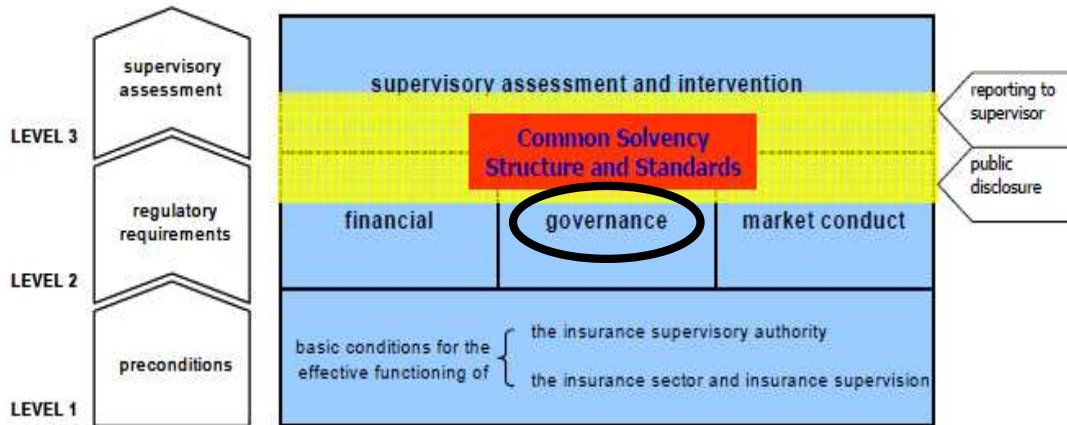 supervisory
assessment
LEVEL 3
regulatory
requirements
LEVEL 2
preconditions
LEVEL 1
supervisory assessment and intervention
Common Solvency
Structure and Standards
financial
governance
market conduct
basic conditions for the
effective functioning of
the insurance supervisory authority
the insurance sector and insurance supervision
reporting to
supervisor
public
disclosure